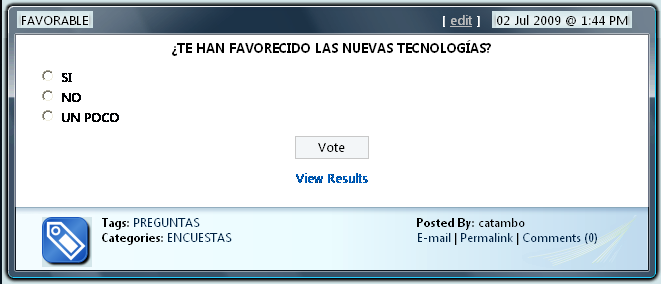 FAVORABLE [ edit ] 02 Jul 2009 @ 1:44 PM
¿TE HAN FAVORECIDO LAS NUEVAS TECNOLOGÍAS?
SI
NO
UN POCO
Vote
View Results
Tags: PREGUNTAS Posted By: catambo
Categories: ENCUESTAS E-mail | Permalink | Comments (0)